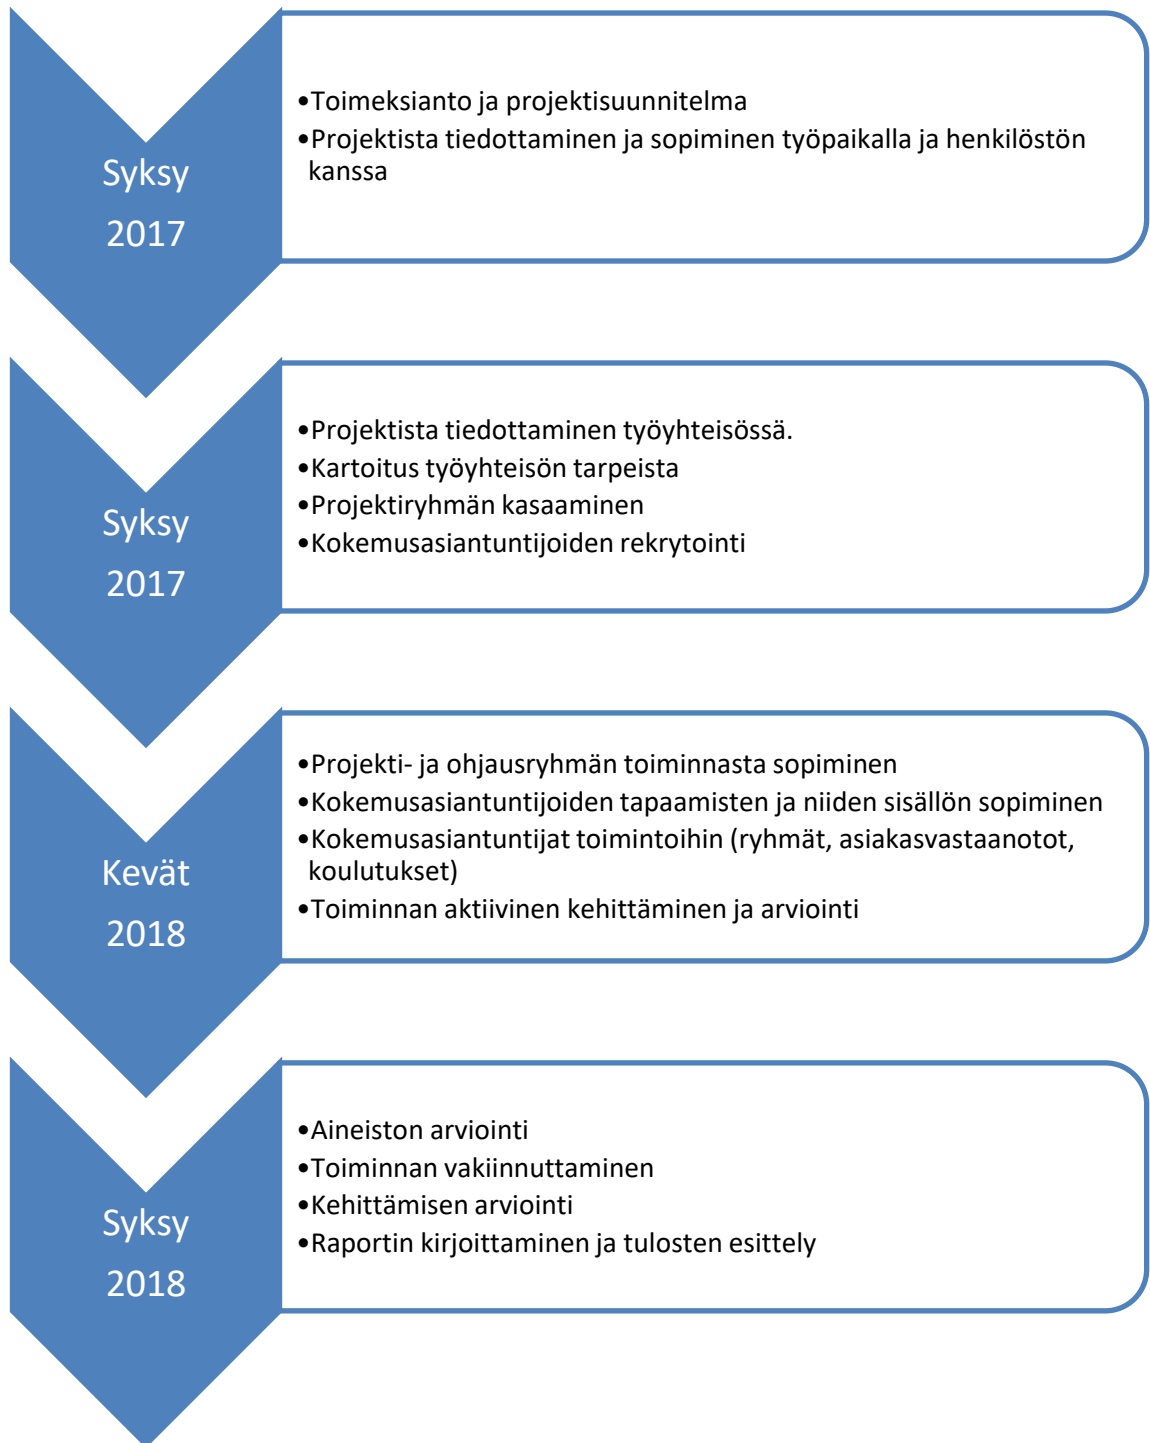 Syksy
2017
•Toimeksianto ja projektisuunnitelma
•Projektista tiedottaminen ja sopiminen työpaikalla ja henkilöstön
kanssa
Syksy
2017
•Projektista tiedottaminen työyhteisössä.
•Kartoitus työyhteisön tarpeista
•Projektiryhmän kasaaminen
•Kokemusasiantuntijoiden rekrytointi
Kevät
2018
•Projekti- ja ohjausryhmän toiminnasta sopiminen
•Kokemusasiantuntijoiden tapaamisten ja niiden sisällön sopiminen
•Kokemusasiantuntijat toimintoihin (ryhmät, asiakasvastaanotot,
koulutukset)
•Toiminnan aktiivinen kehittäminen ja arviointi
Syksy
2018
•Aineiston arviointi
•Toiminnan vakiinnuttaminen
•Kehittämisen arviointi
•Raportin kirjoittaminen ja tulosten esittely